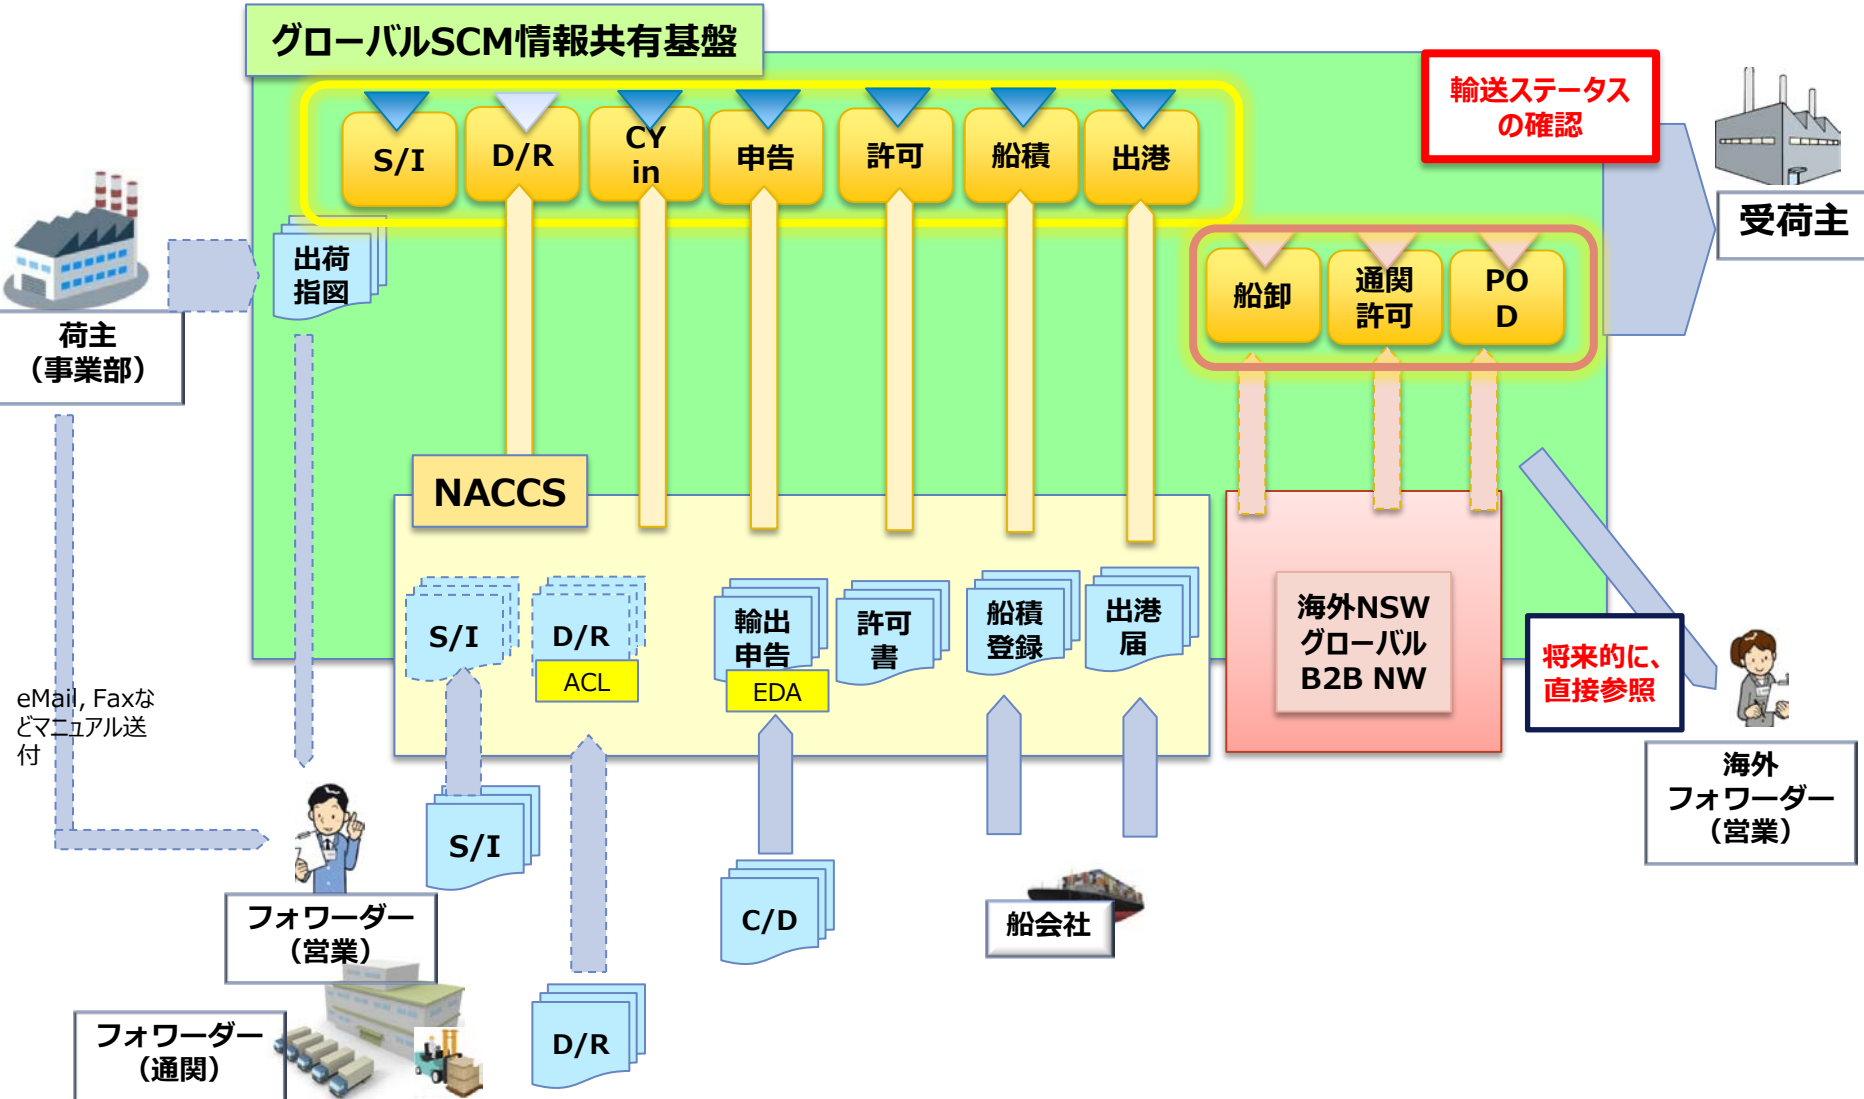 グローバルSCM情報共有基盤
輸送ステータス
の確認
S/I
D/R
CY
in
申告
許可
船積
出港
受荷主
出荷
指図
船卸
通関
許可
PO
D
荷主
（事業部）
NACCS
S/I
D/R
ACL
輸出
申告
EDA
許可
書
船積
登録
出港
届
海外NSW
グローバル
B2B NW
将来的に、
直接参照
eMail, Faxな
どマニュアル送
付
海外
フォワーダー
（営業）
S/I
C/D
船会社
フォワーダー
（営業）
D/R
フォワーダー
（通関）